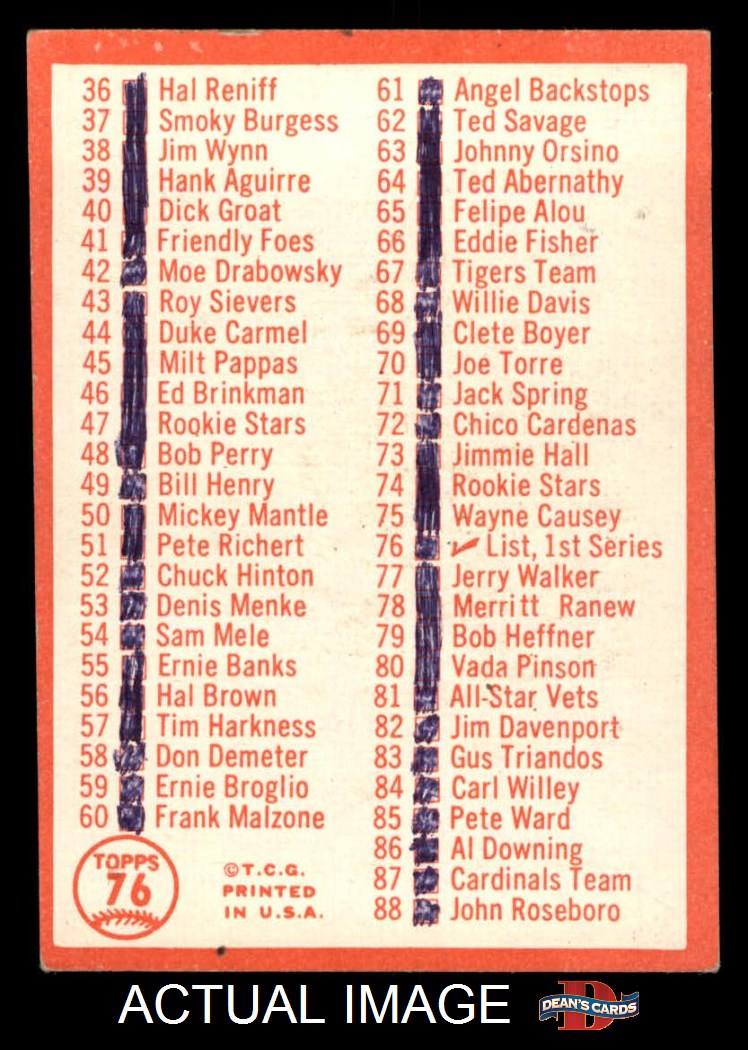 36 Hal Reniff
37 Smoky Burgess
38 Jim Wynn
39 Hank Aguirre
40 Dick Groat
41 Friendly Foes
42 Moe Drabowsky
43 Roy Sievers
44 Duke Carmel
45 Milt Pappas
46 Ed Brinkman
47 Rookie Stars
48 Bob Perry
49 Bill Henry
50 Mickey Mantle
51 Pete Richert
52 Chuck Hinton
53 Denis Menke
54 Sam Mele
55 Ernie Banks
56 Hal Brown
57 Tim Harkness
58 Don Demeter
59 Ernie Broglio
60 Frank Malzone
61 Angel Backstops
62 Ted Savage
63 Johnny Orsino
64 Ted Abernathy
65 Felipe Alou
66 Eddie Fisher
67 Tigers Team
68 Willie Davis
69 Clete Boyer
70 Joe Torre
71 Jack Spring
72 Chico Cardenas
73 Jimmie Hall
74 Rookie Stars
75 Wayne Causey
76 ✓ List, 1st Series
77 Jerry Walker
78 Merritt Ranew
79 Bob Heffner
80 Vada Pinson
81 All-Star Vets
82 Jim Davenport
83 Gus Triandos
84 Carl Willey
85 Pete Ward
86 Al Downing
87 Cardinals Team
88 John Roseboro
TOPPS
76
©T.C.G.
PRINTED
IN U.S.A.
ACTUAL IMAGE
D
DEAN'S CARDS